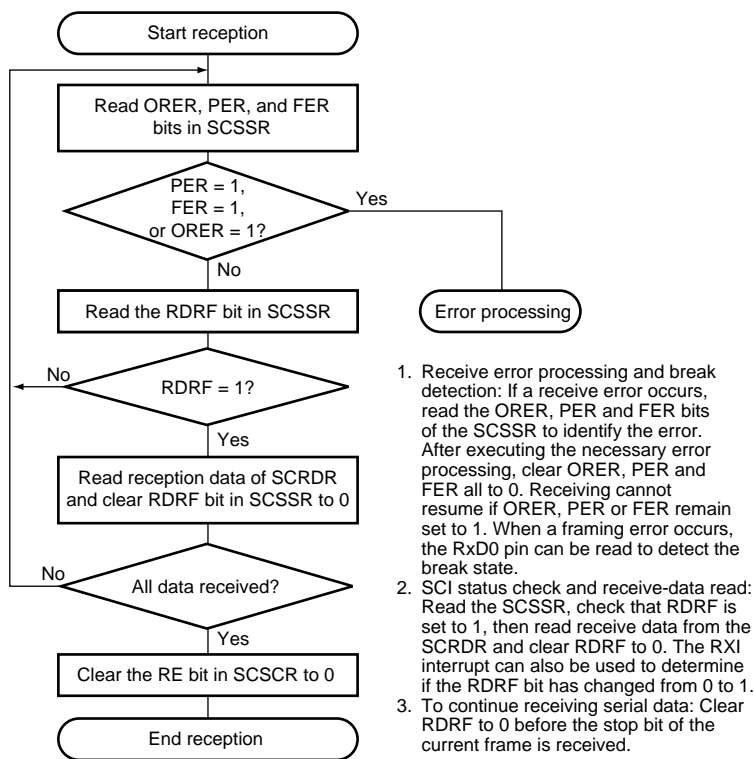 Start reception
Read ORER, PER, and FER
bits in SCSSR
PER = 1,
FER = 1,
or ORER = 1?
Yes
No
Read the RDRF bit in SCSSR
Error processing
No
RDRF = 1?
Yes
Read reception data of SCRDR
and clear RDRF bit in SCSSR to 0
No
All data received?
Yes
Clear the RE bit in SCSCR to 0
End reception
1. Receive error processing and break
detection: If a receive error occurs,
read the ORER, PER and FER bits
of the SCSSR to identify the error.
After executing the necessary error
processing, clear ORER, PER and
FER all to 0. Receiving cannot
resume if ORER, PER or FER remain
set to 1. When a framing error occurs,
the RxD0 pin can be read to detect the
break state.
2. SCI status check and receive-data read:
Read the SCSSR, check that RDRF is
set to 1, then read receive data from the
SCRDR and clear RDRF to 0. The RXI
interrupt can also be used to determine
if the RDRF bit has changed from 0 to 1.
3. To continue receiving serial data: Clear
RDRF to 0 before the stop bit of the
current frame is received.